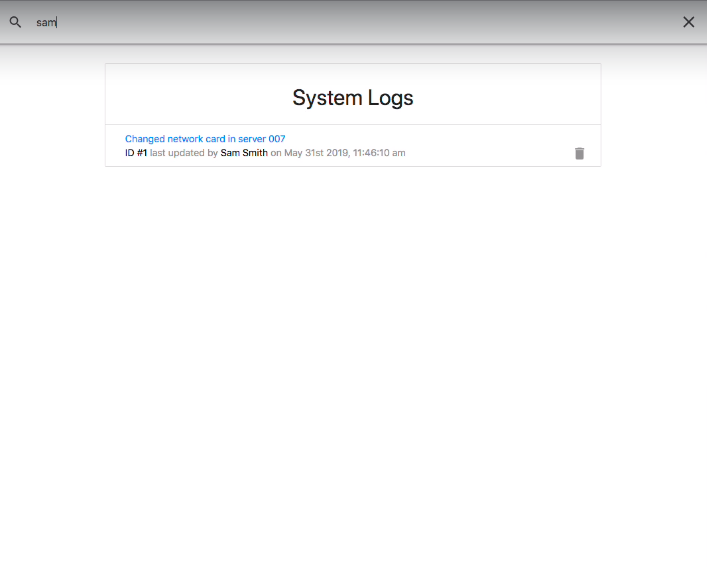 sam
System Logs
Changed network card in server 007
ID #1 last updated by Sam Smith on May 31st 2019, 11:46:10 am